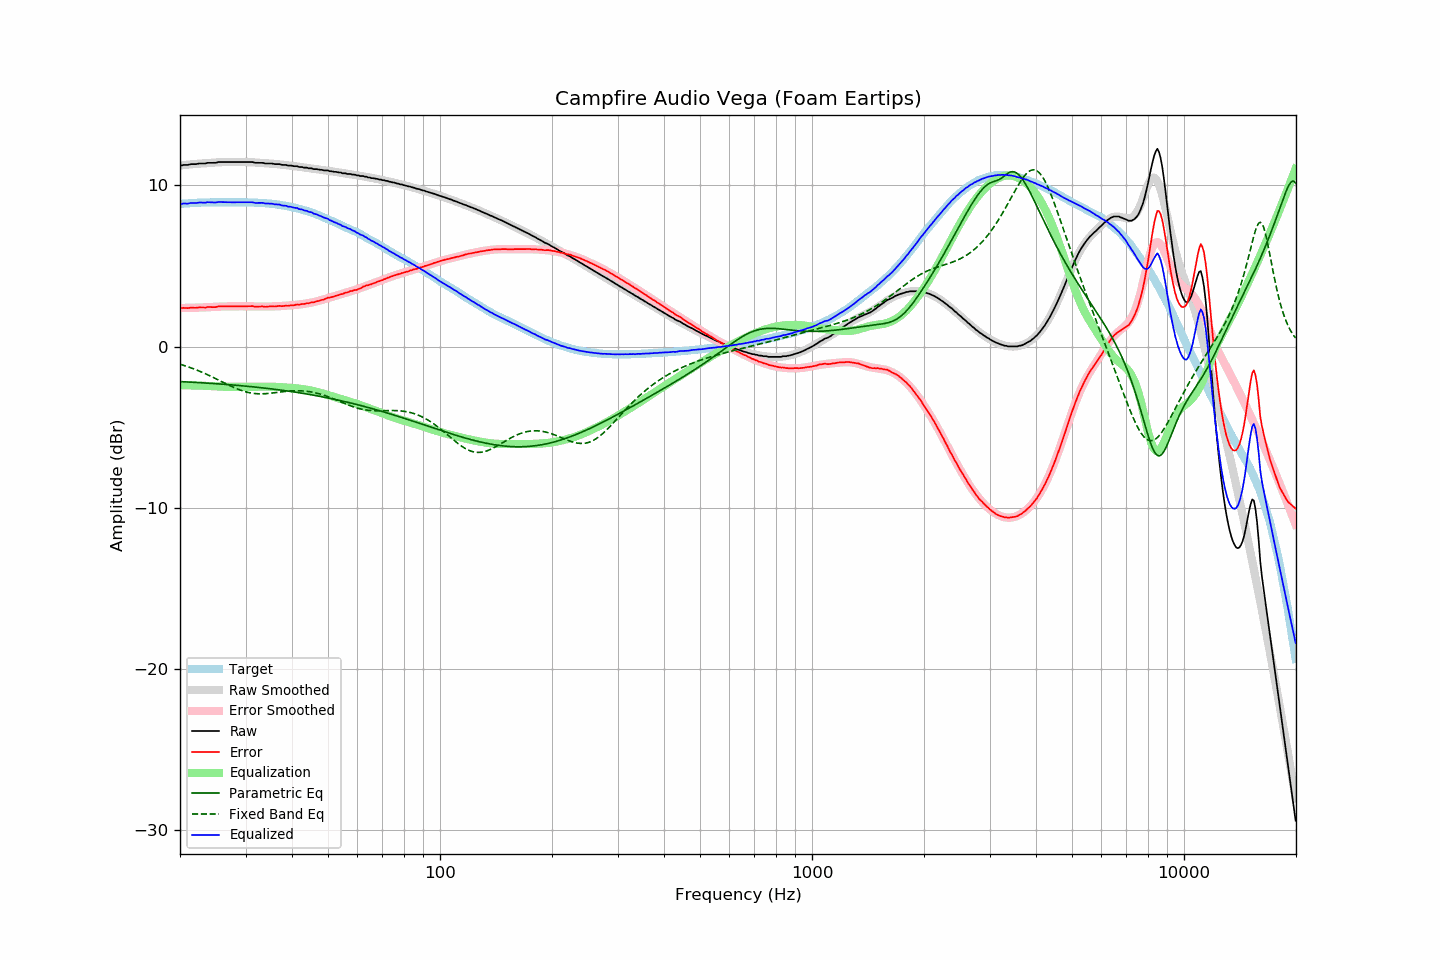 Campfire Audio Vega (Foam Eartips)
Amplitude (dBr)
10
0
−10
−20
−30
Target
Raw Smoothed
Error Smoothed
Raw
Error
Equalization
Parametric Eq
Fixed Band Eq
Equalized
100
1000
10000
Frequency (Hz)